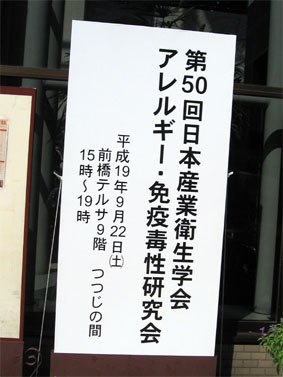 第50回日本産業衛生学会
アレルギー・免疫毒性研究会
平成19年9月22日(土)
前橋テルサ9階 つつじの間
15時〜19時